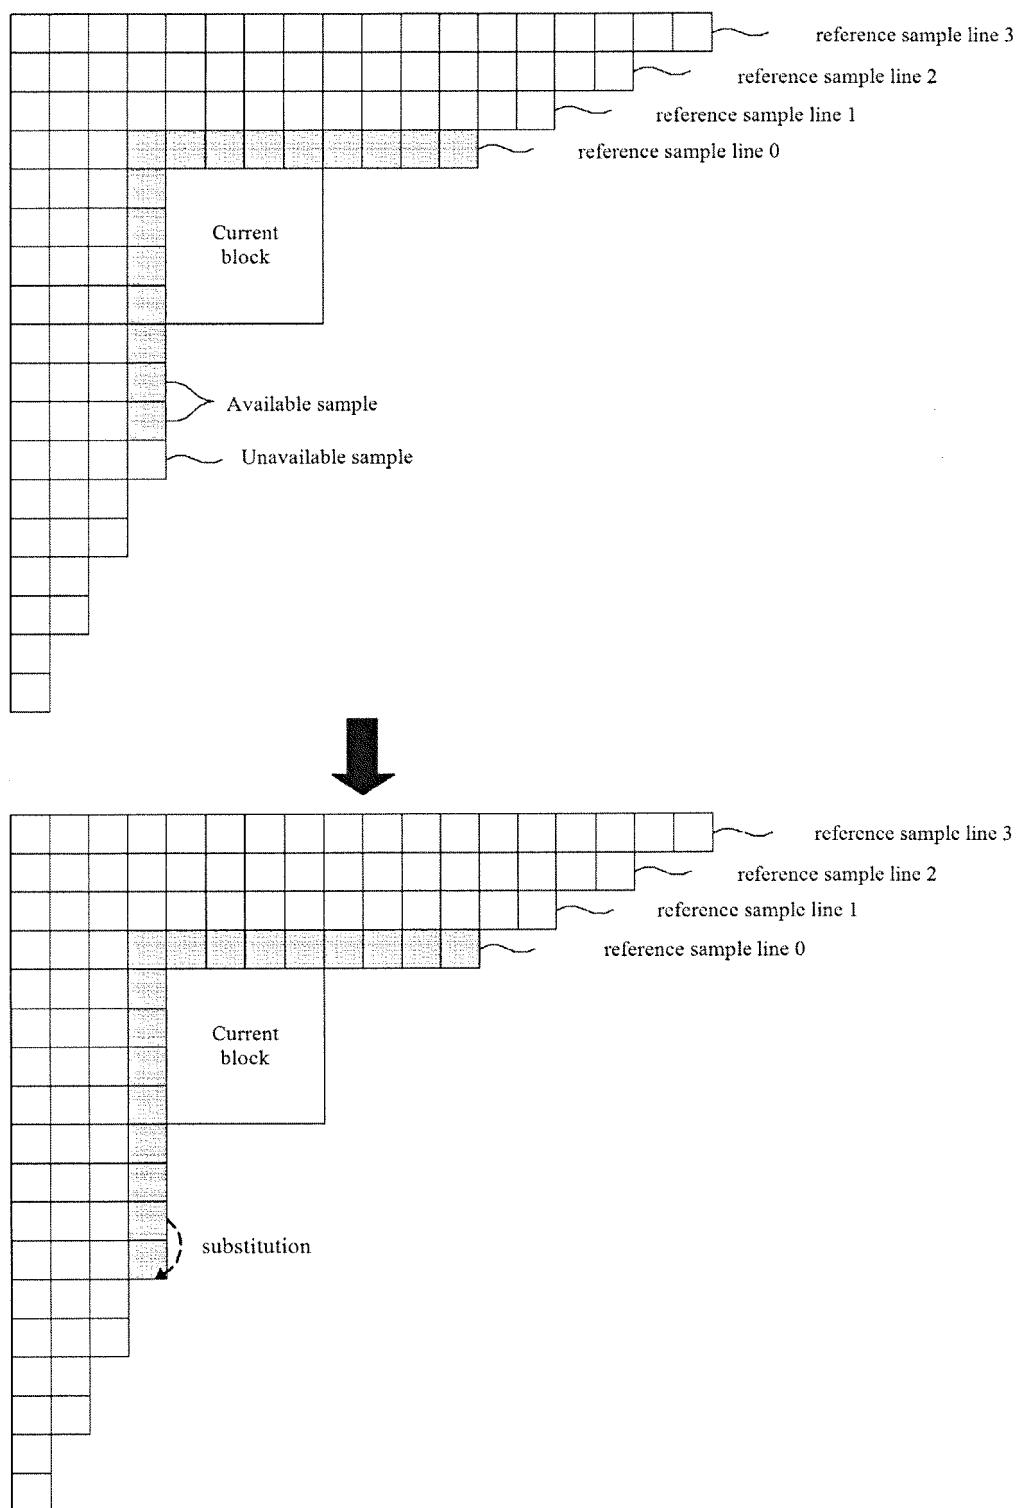 reference sample line 3
reference sample line 2
reference sample line 1
reference sample line 0
Current
block
Available sample
Unavailable sample
reference sample line 3
reference sample line 2
reference sample line 1
reference sample line 0
Current
block
substitution